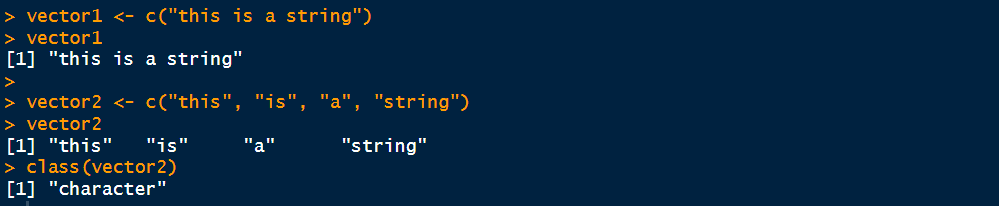 > vector1 <- c("this is a string")
> vector1
[1] "this is a string"
>
> vector2 <- c("this", "is", "a", "string")
> vector2
[1] "this"   "is"     "a"      "string"
> class(vector2)
[1] "character"